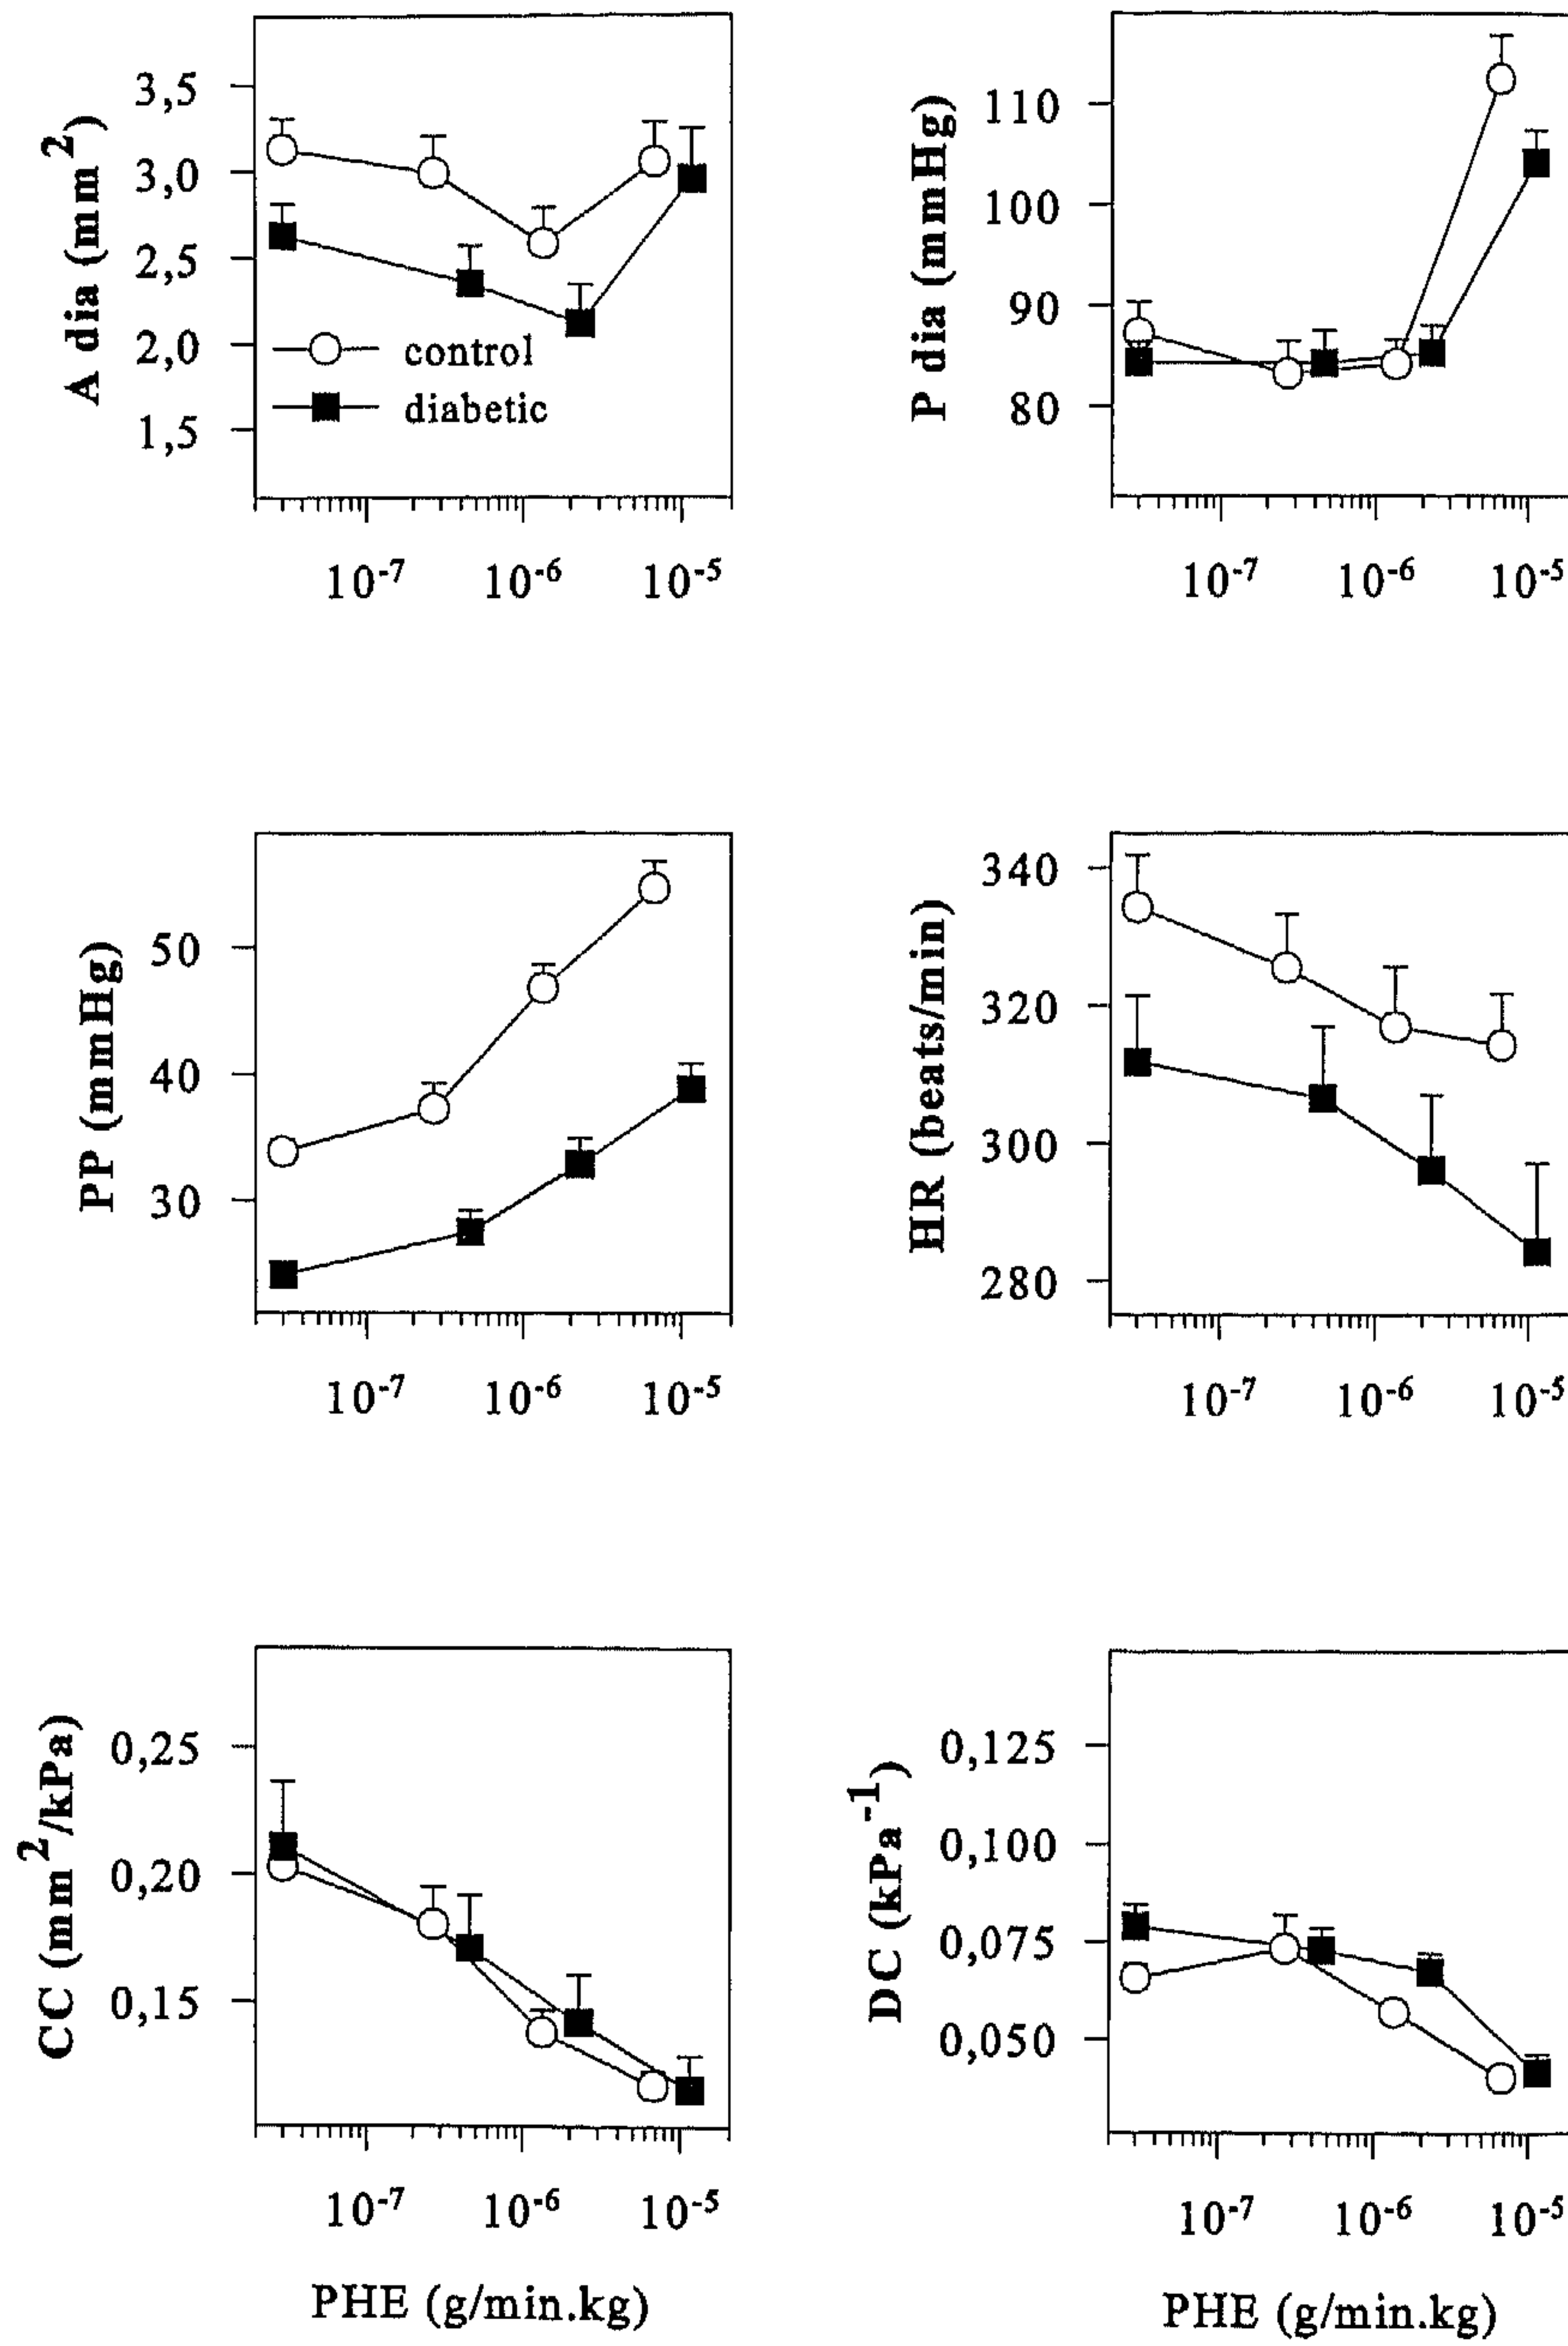 A dia (mm²)
3,5
3,0
2,5
2,0
1,5
control
diabetic
10⁻⁷ 10⁻⁶ 10⁻⁵
P dia (mmHg)
110
100
90
80
10⁻⁷ 10⁻⁶ 10⁻⁵
PP (mmHg)
50
40
30
10⁻⁷ 10⁻⁶ 10⁻⁵
HR (beats/min)
340
320
300
280
10⁻⁷ 10⁻⁶ 10⁻⁵
CC (mm²/kPa)
0,25
0,20
0,15
10⁻⁷ 10⁻⁶ 10⁻⁵
PHE (g/min.kg)
DC (kPa⁻¹)
0,125
0,100
0,075
0,050
10⁻⁷ 10⁻⁶ 10⁻⁵
PHE (g/min.kg)